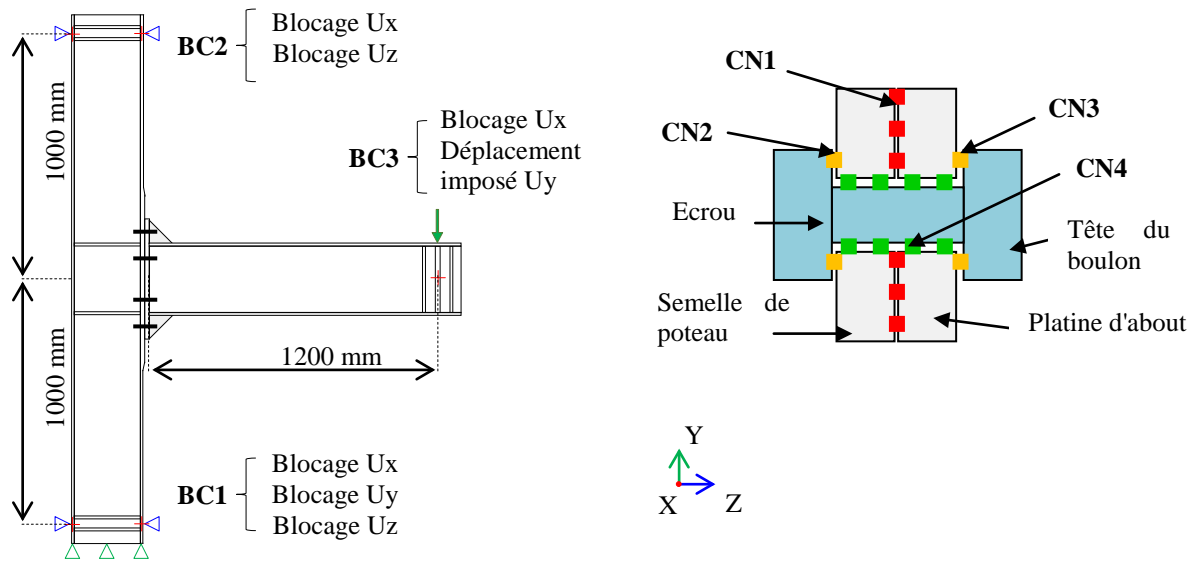 BC2
Blocage Ux
Blocage Uz
1000 mm
BC3
Blocage Ux
Déplacement
imposé Uy
1200 mm
1000 mm
BC1
Blocage Ux
Blocage Uy
Blocage Uz
CN1
CN2
CN3
CN4
Ecrou
Tête du
boulon
Semelle de
poteau
Platine d'about
Y
X
Z